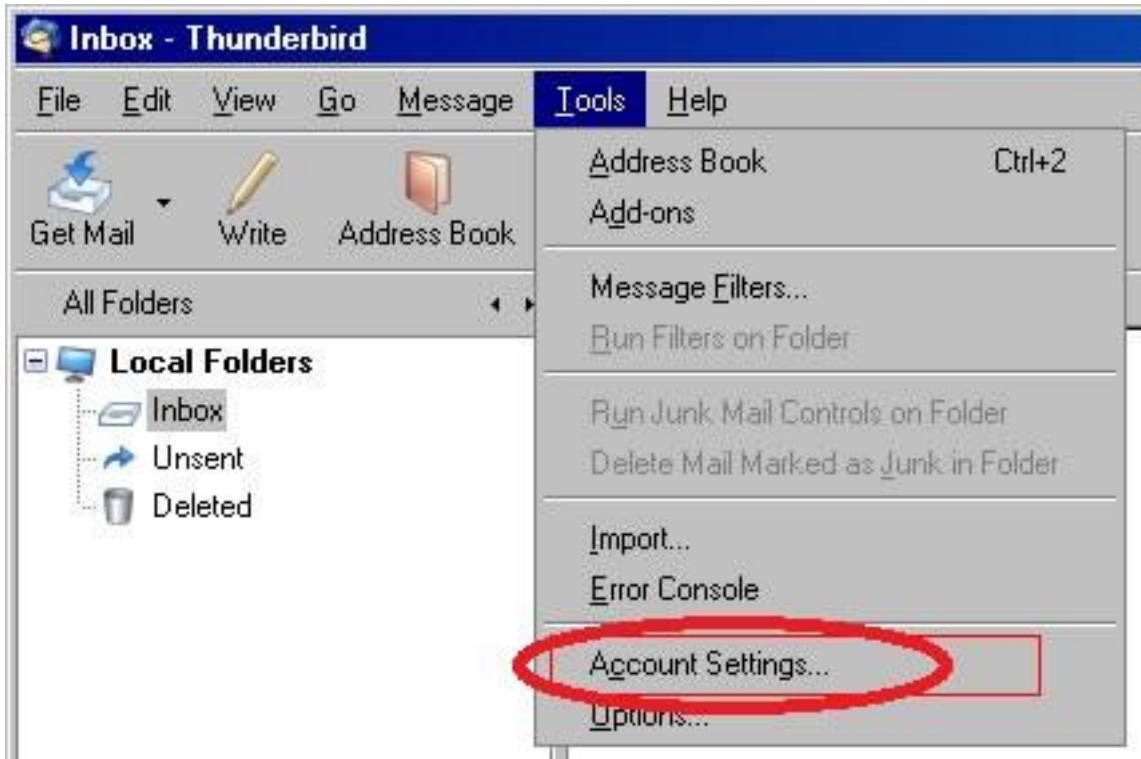 Inbox - Thunderbird
File Edit View Go Message Tools Help
Get Mail Write Address Book
All Folders
Local Folders
Inbox
Unsent
Deleted
Address Book Ctrl+2
Add-ons
Message Filters...
Run Filters on Folder
Run Junk Mail Controls on Folder
Delete Mail Marked as Junk in Folder
Import...
Error Console
Account Settings...
Options...